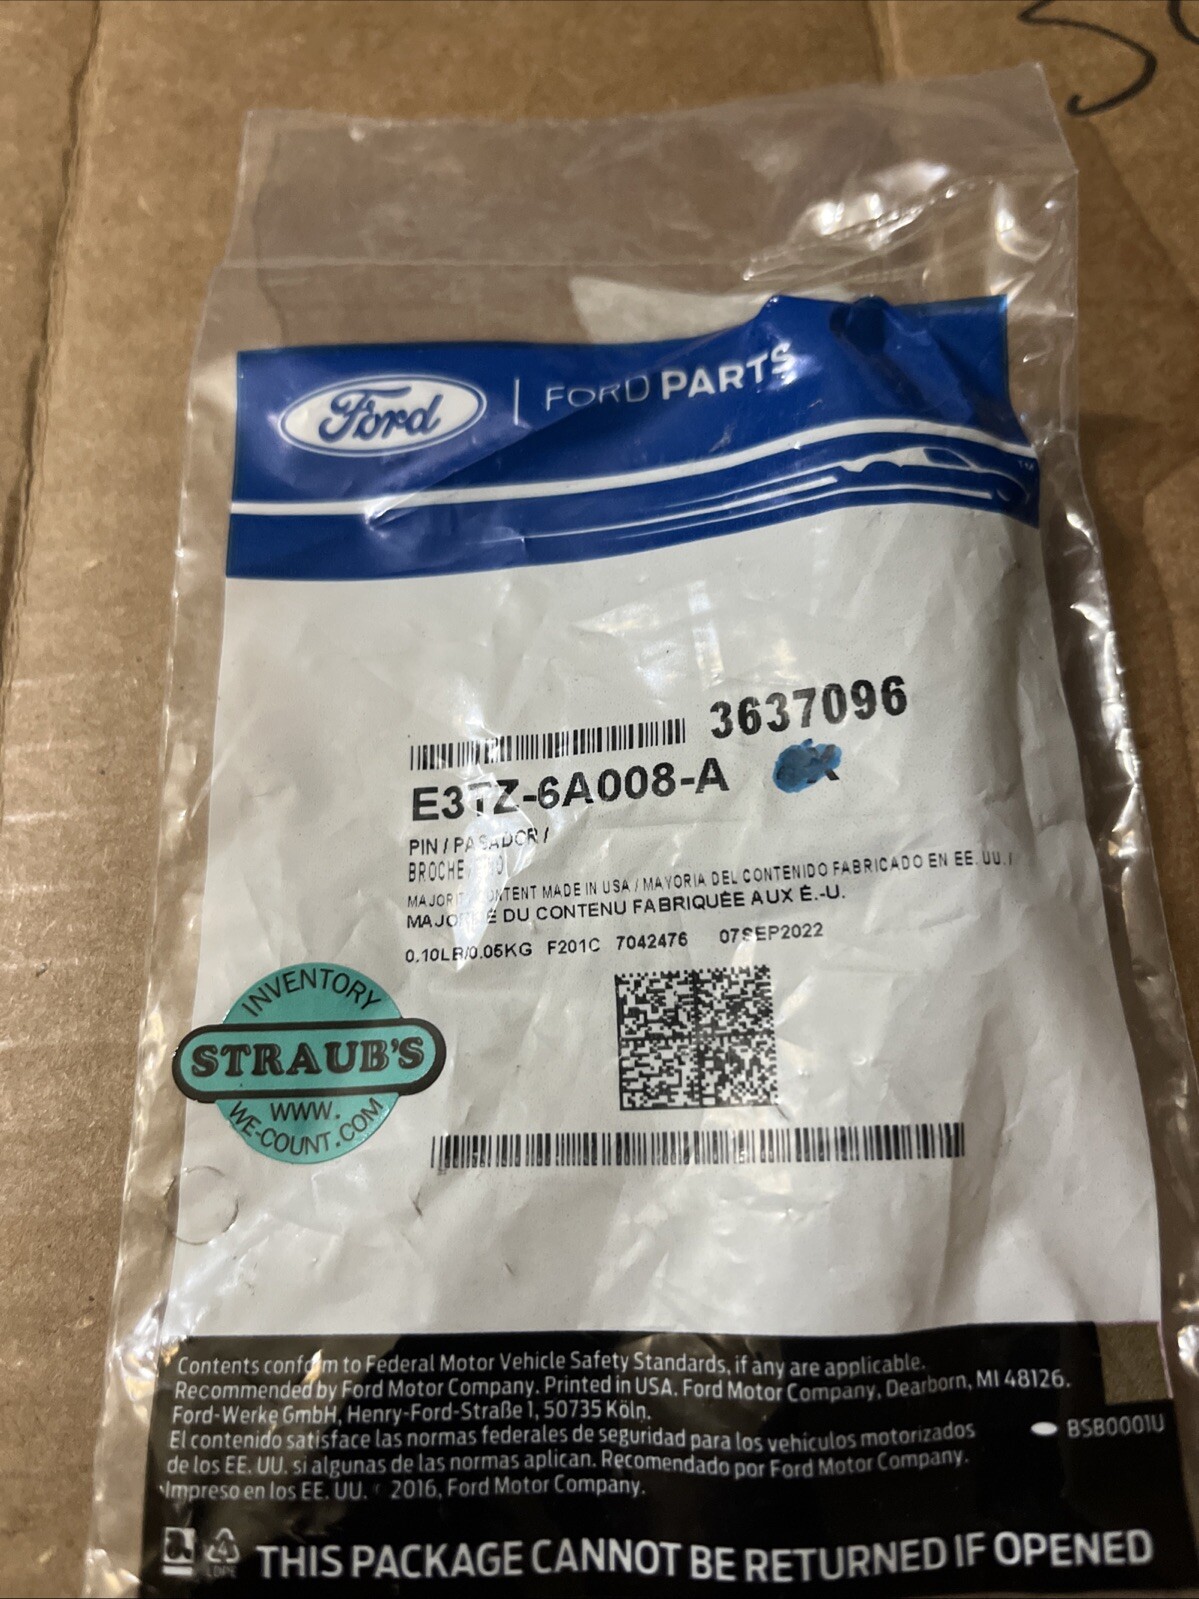 Ford | FORD PARTS
TM
3637096
E3TZ-6A008-A
PIN / PASADOR /
BROCHE
MAJORIT CONTENT MADE IN USA / MAYORIA DEL CONTENIDO FABRICADO EN EE. UU. /
MAJORITÉ DU CONTENU FABRIQUÉE AUX É.-U.
0.10LB/0.05KG F201C 7042476 07SEP2022
INVENTORY
STRAUB'S
WWW.
WE-COUNT.COM
Contents conform to Federal Motor Vehicle Safety Standards, if any are applicable.
Recommended by Ford Motor Company. Printed in USA. Ford Motor Company, Dearborn, MI 48126.
Ford-Werke GmbH, Henry-Ford-Straße 1, 50735 Köln.
El contenido satisface las normas federales de seguridad para los vehículos motorizados
de los EE. UU. si algunas de las normas aplican. Recomendado por Ford Motor Company.
Impreso en los EE. UU. 2016, Ford Motor Company.
BSB0001U
4
LDPE
THIS PACKAGE CANNOT BE RETURNED IF OPENED